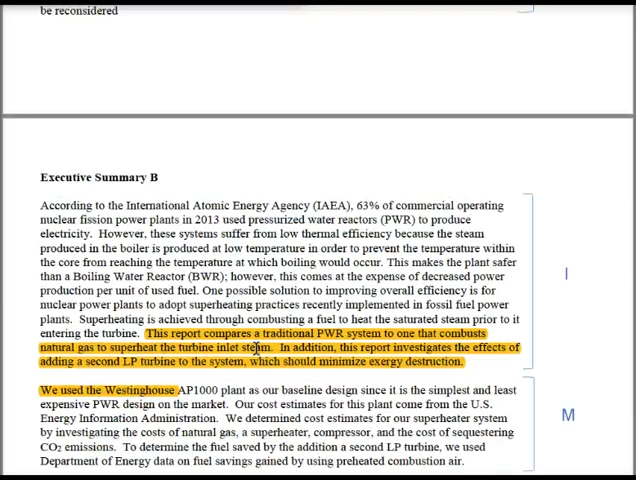 be reconsidered
Executive Summary B
According to the International Atomic Energy Agency (IAEA), 63% of commercial operating
nuclear fission power plants in 2013 used pressurized water reactors (PWR) to produce
electricity. However, these systems suffer from low thermal efficiency because the steam
produced in the boiler is produced at low temperature in order to prevent the temperature within
the core from reaching the temperature at which boiling would occur. This makes the plant safer
than a Boiling Water Reactor (BWR); however, this comes at the expense of decreased power
production per unit of used fuel. One possible solution to improving overall efficiency is for
nuclear power plants to adopt superheating practices recently implemented in fossil fuel power
plants. Superheating is achieved through combusting a fuel to heat the saturated steam prior to it
entering the turbine. This report compares a traditional PWR system to one that combusts
natural gas to superheat the turbine inlet steam. In addition, this report investigates the effects of
adding a second LP turbine to the system, which should minimize exergy destruction.
I
We used the Westinghouse AP1000 plant as our baseline design since it is the simplest and least
expensive PWR design on the market. Our cost estimates for this plant come from the U.S.
Energy Information Administration. We determined cost estimates for our superheater system
by investigating the costs of natural gas, a superheater, compressor, and the cost of sequestering
CO2 emissions. To determine the fuel saved by the addition a second LP turbine, we used
Department of Energy data on fuel savings gained by using preheated combustion air.
M